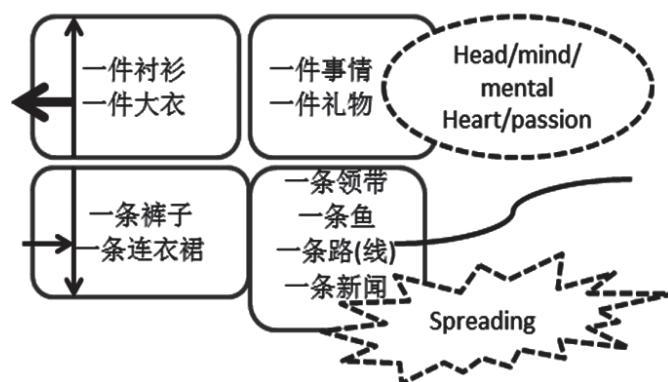 一件衬衫
一件大衣
一件事情
一件礼物
Head/mind/
mental
Heart/passion
一条裤子
一条连衣裙
一条领带
一条鱼
一条路(线)
一条新闻
Spreading